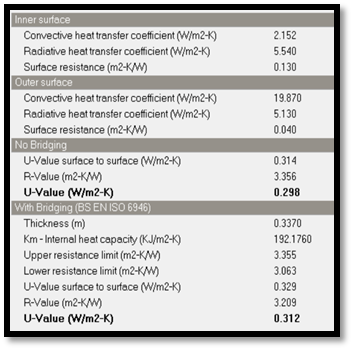 Inner surface
Convective heat transfer coefficient (W/m2-K) 2.152
Radiative heat transfer coefficient (W/m2-K) 5.540
Surface resistance (m2-K/W) 0.130
Outer surface
Convective heat transfer coefficient (W/m2-K) 19.870
Radiative heat transfer coefficient (W/m2-K) 5.130
Surface resistance (m2-K/W) 0.040
No Bridging
U-Value surface to surface (W/m2-K) 0.314
R-Value (m2-K/W) 3.356
U-Value (W/m2-K) 0.298
With Bridging (BS EN ISO 6946)
Thickness (m) 0.3370
Km - Internal heat capacity (KJ/m2-K) 192.1760
Upper resistance limit (m2-K/W) 3.355
Lower resistance limit (m2-K/W) 3.063
U-Value surface to surface (W/m2-K) 0.329
R-Value (m2-K/W) 3.209
U-Value (W/m2-K) 0.312